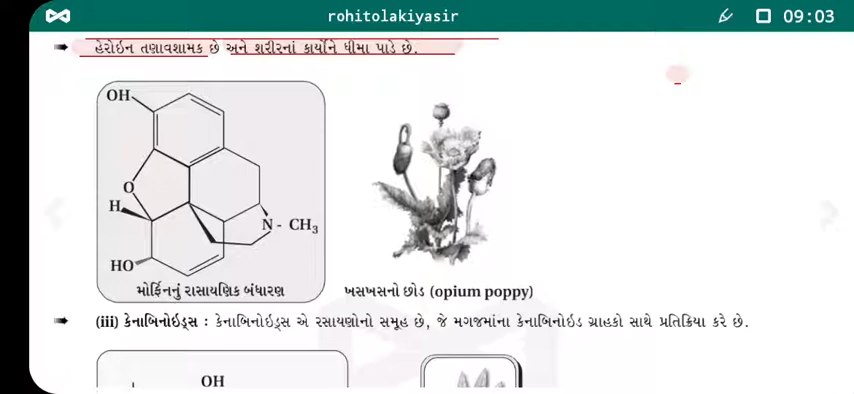 rohitolakiyasir
09:03
હેરોઇન તણાવશામક છે અને શરીરનાં કાર્યોને ધીમા પાડે છે.
OH
O
H
N - CH3
HO
મોર્ફિનનું રાસાયણિક બંધારણ
ખસખસનો છોડ (opium poppy)
(iii) કેનાબિનોઇડ્સ : કેનાબિનોઇડ્સ એ રસાયણોનો સમૂહ છે, જે મગજમાંના કેનાબિનોઇડ ગ્રાહકો સાથે પ્રતિક્રિયા કરે છે.
OH